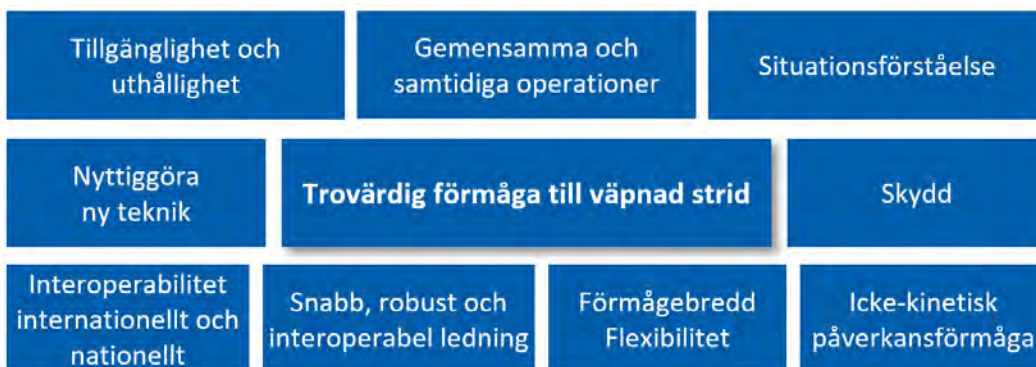 Tillgänglighet och
uthållighet
Gemensamma och
samtidiga operationer
Situationsförståelse
Nyttiggöra
ny teknik
Trovärdig förmåga till väpnad strid
Skydd
Interoperabilitet
internationellt och
nationellt
Snabb, robust och
interoperabel ledning
Förmågebredd
Flexibilitet
Icke-kinetisk
påverkansförmåga